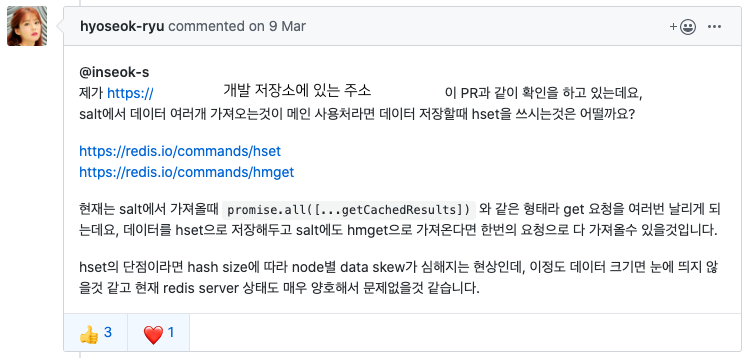 hyoseok-ryu commented on 9 Mar
@inseok-s
제가 https:// 개발 저장소에 있는 주소 이 PR과 같이 확인을 하고 있는데요,
salt에서 데이터 여러개 가져오는것이 메인 사용처라면 데이터 저장할때 hset을 쓰시는것은 어떨까요?
https://redis.io/commands/hset
https://redis.io/commands/hmget
현재는 salt에서 가져올때 promise.all([...getCachedResults]) 와 같은 형태라 get 요청을 여러번 날리게 되
는데요, 데이터를 hset으로 저장해두고 salt에도 hmget으로 가져온다면 한번의 요청으로 다 가져올수 있을것입니다.
hset의 단점이라면 hash size에 따라 node별 data skew가 심해지는 현상인데, 이정도 데이터 크기면 눈에 띄지 않
을것 같고 현재 redis server 상태도 매우 양호해서 문제없을것 같습니다.
👍 3 ❤️ 1